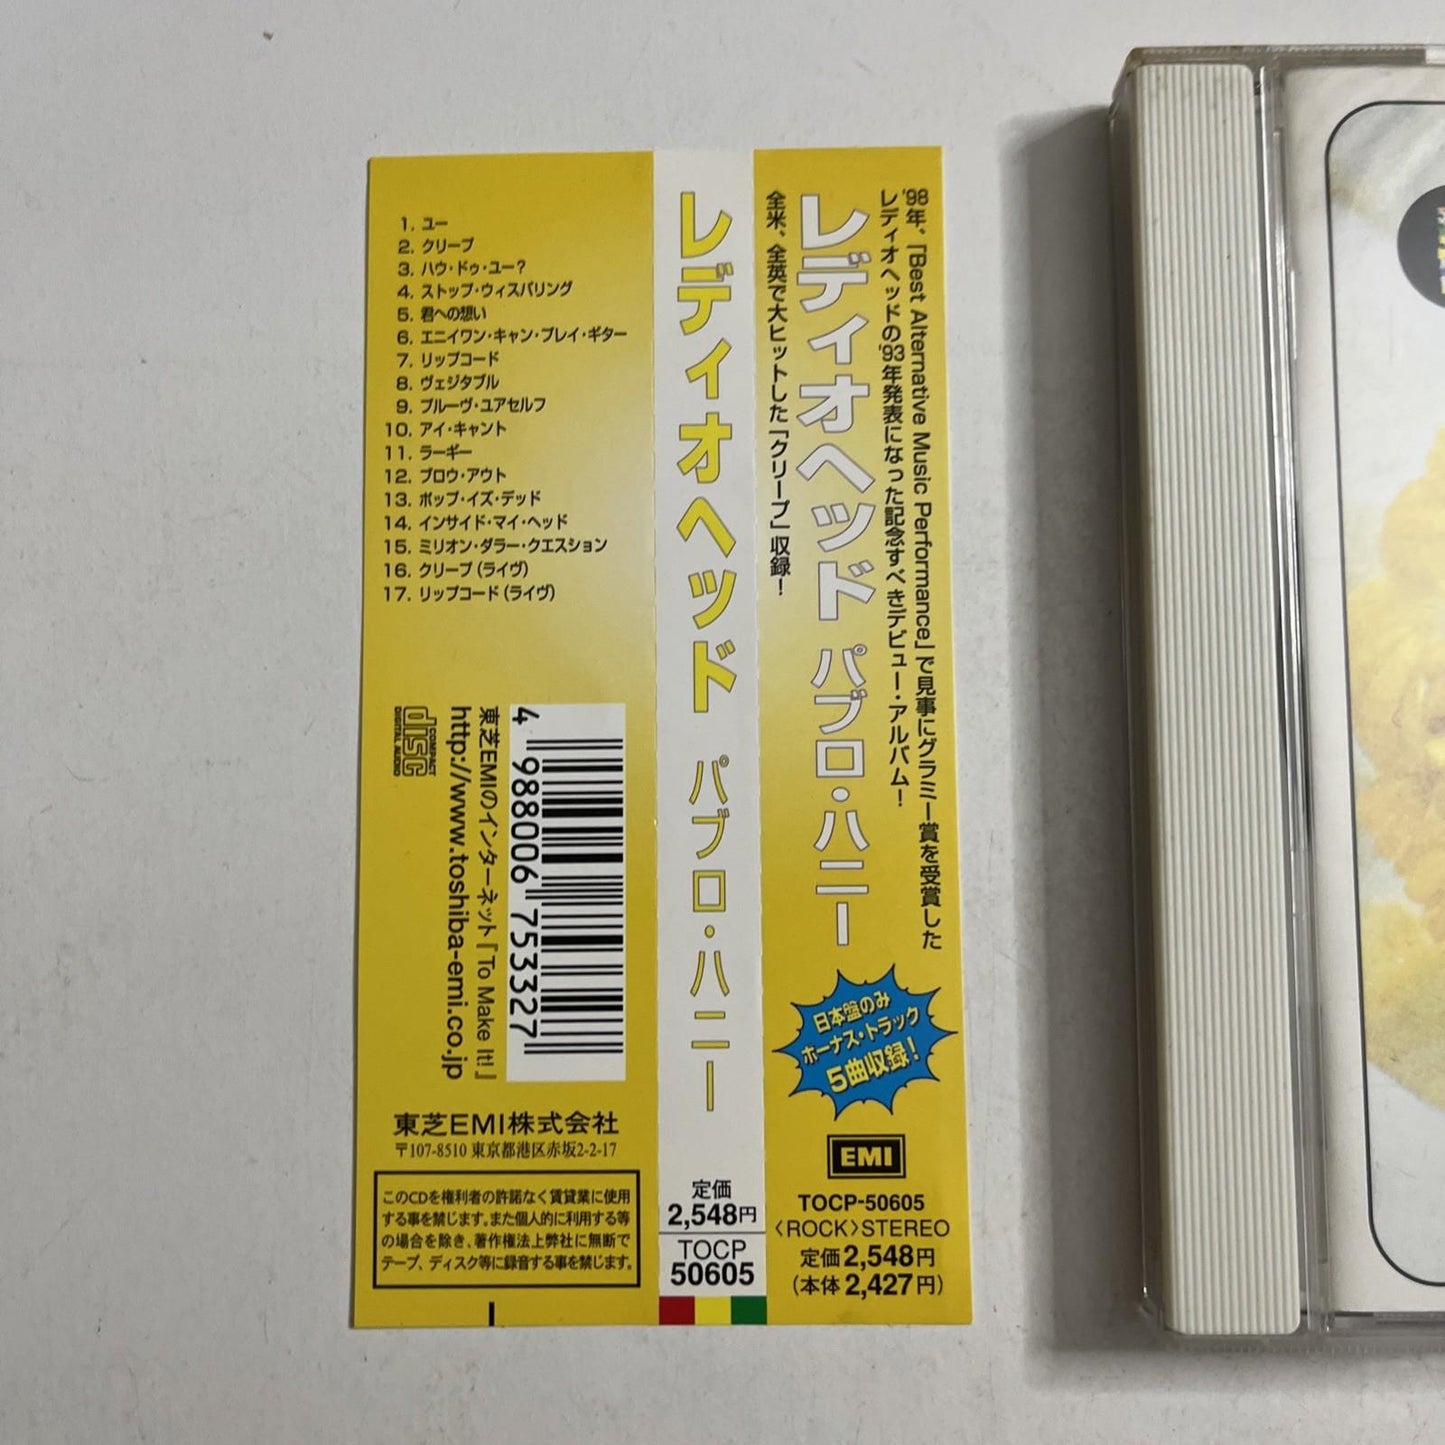 1. ユー
2. クリープ
3. ハウ・ドゥ・ユー?
4. ストップ・ウィスパリング
5. 君への想い
6. エニイワン・キャン・プレイ・ギター
7. リップコード
8. ヴェジタブル
9. プルーヴ・ユアセルフ
10. アイ・キャント
11. ラーギー
12. ブロウ・アウト
13. ポップ・イズ・デッド
14. インサイド・マイ・ヘッド
15. ミリオン・ダラー・クエスション
16. クリープ(ライヴ)
17. リップコード(ライヴ)
COMPACT
disc
DIGITAL AUDIO
東芝EMIのインターネット『To Make It!』
http://www.toshiba-emi.co.jp
4 988006 753327
東芝EMI株式会社
〒107-8510 東京都港区赤坂2-2-17
このCDを権利者の許諾なく賃貸業に使用
する事を禁じます。また個人的に利用する等
の場合を除き、著作権法上弊社に無断で
テープ、ディスク等に録音する事を禁じます。
レディオヘッド パブロ・ハニー
定価
2,548円
TOCP
50605
'98年、「Best Alternative Music Performance」で見事にグラミー賞を受賞した
レディオヘッドの'93年発表になった記念すべきデビュー・アルバム!
レディオヘッド パブロ・ハニー
全米、全英で大ヒットした「クリープ」収録!
日本盤のみ
ボーナス・トラック
5曲収録!
EMI
TOCP-50605
〈ROCK〉STEREO
定価2,548円
(本体2,427円)